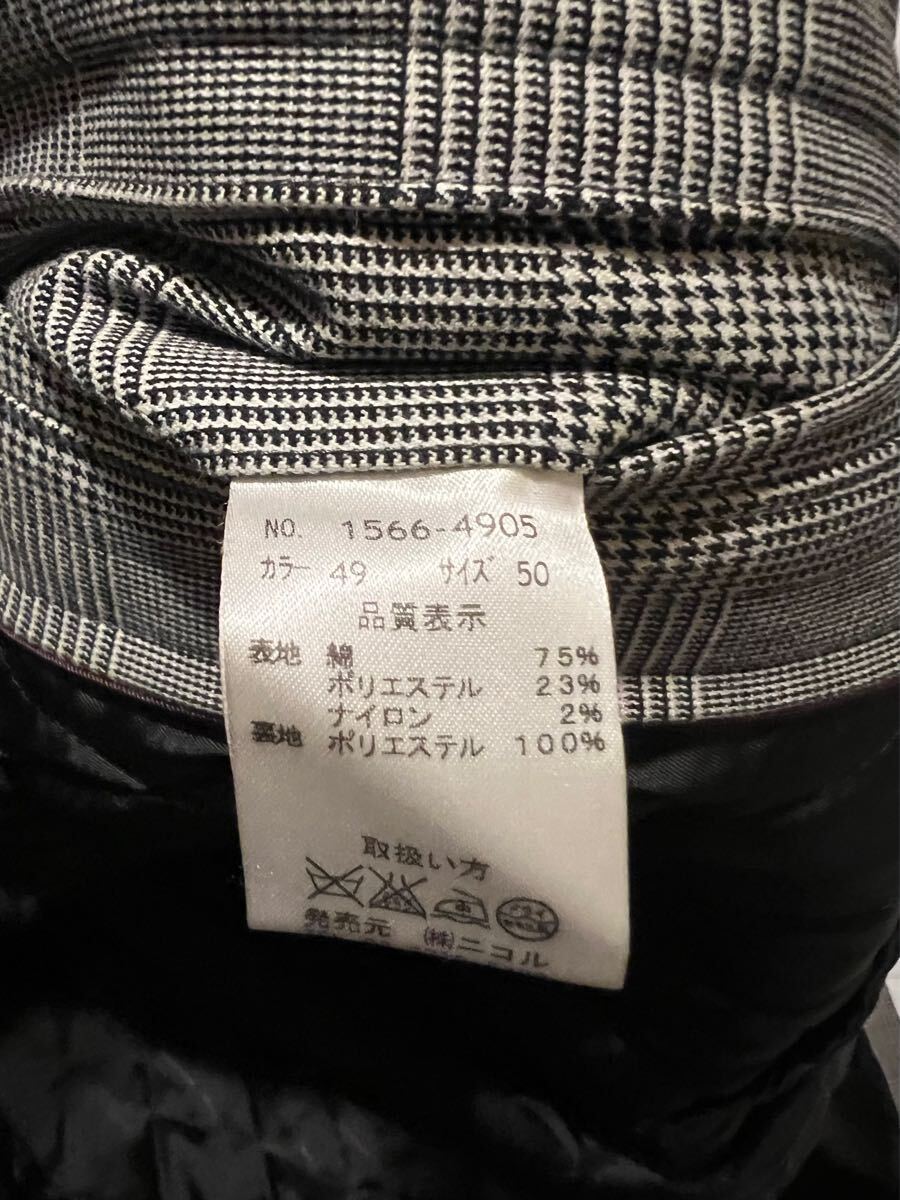 NO. 1566-4905
カラー 49 サイズ 50
品質表示
表地 綿 75%
ポリエステル 23%
ナイロン 2%
裏地 ポリエステル 100%
取扱い方
発売元 (株)ニコル